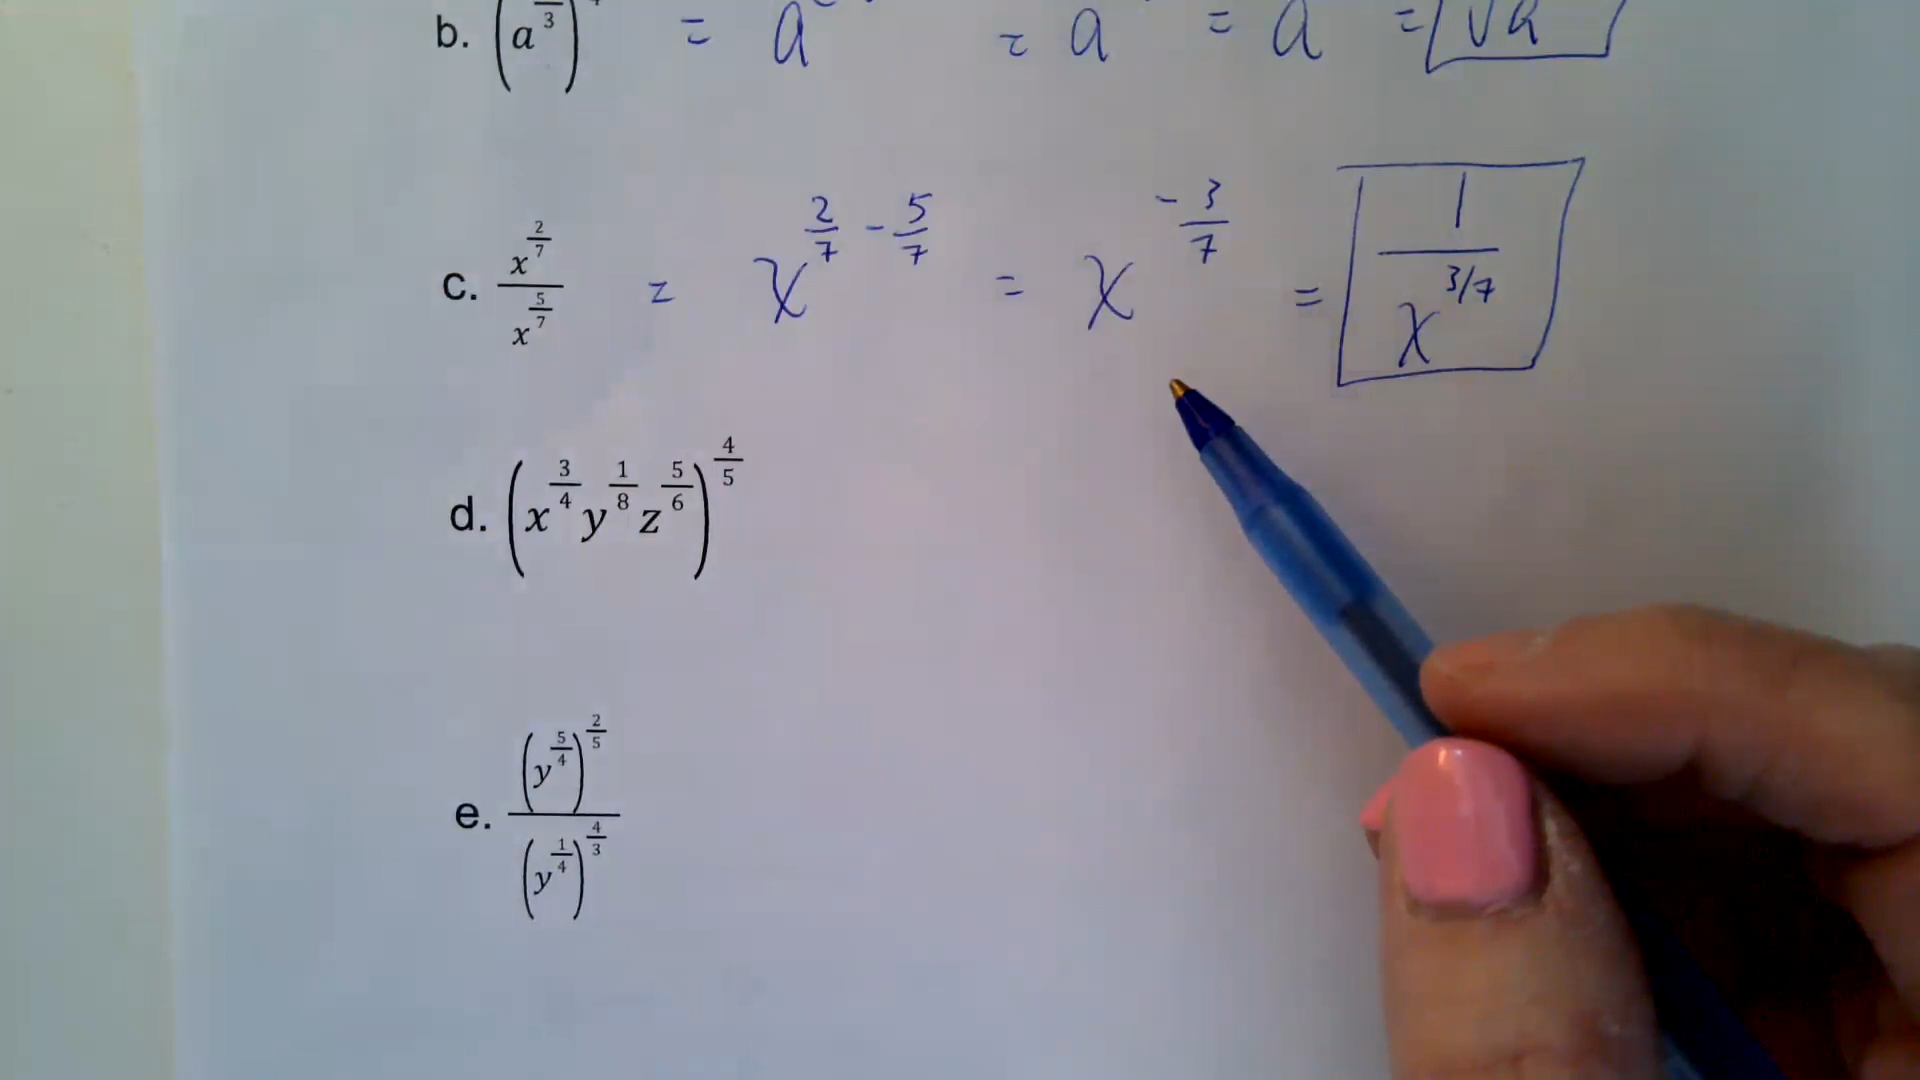 b. (a^{‾/3}) = a = a = a = √a
c. x^{2/7}/x^{5/7} = x^{2/7 - 5/7} = x^{-3/7} = 1/x^{3/7}
d. (x^{3/4} y^{1/8} z^{5/6})^{4/5}
e. (y^{5/4})^{2/5}/(y^{1/4})^{4/3}